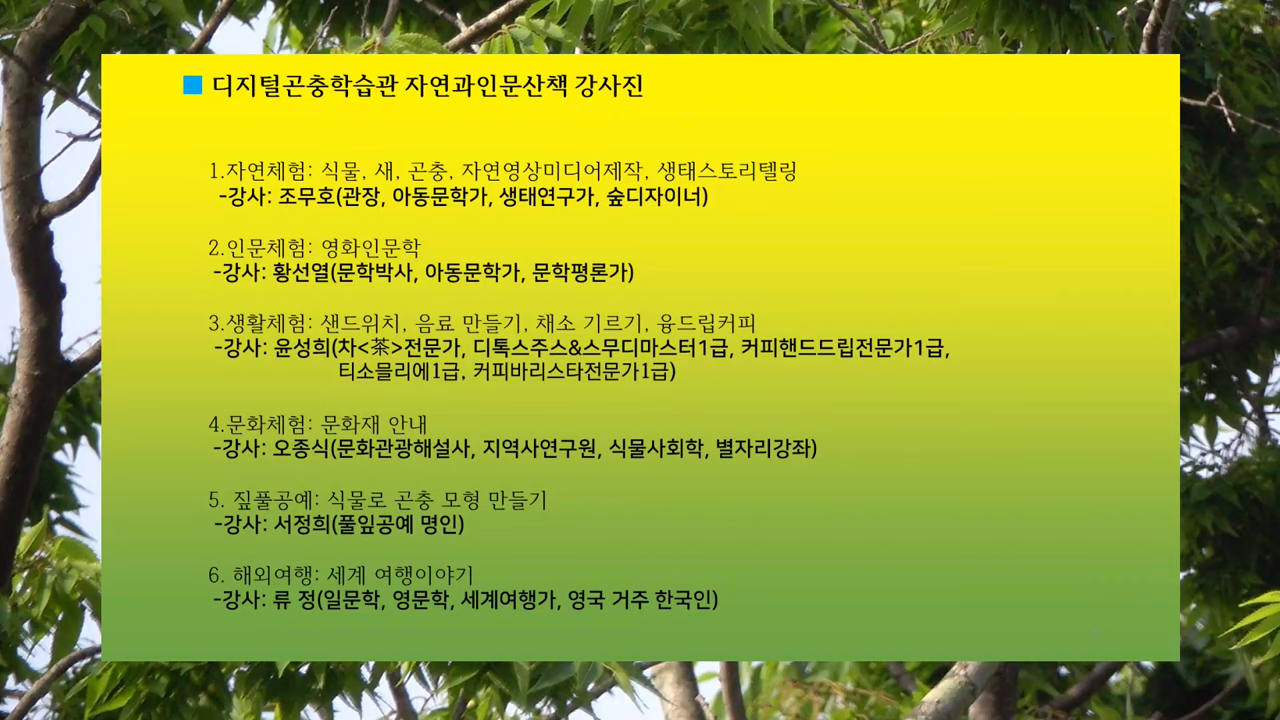 ■ 디지털곤충학습관 자연과인문산책 강사진
1.자연체험: 식물, 새, 곤충, 자연영상미디어제작, 생태스토리텔링
-강사: 조무호(관장, 아동문학가, 생태연구가, 숲디자이너)
2.인문체험: 영화인문학
-강사: 황선열(문학박사, 아동문학가, 문학평론가)
3.생활체험: 샌드위치, 음료 만들기, 채소 기르기, 융드립커피
-강사: 윤성희(차<茶>전문가, 디톡스주스&스무디마스터1급, 커피핸드드립전문가1급,
티소믈리에1급, 커피바리스타전문가1급)
4.문화체험: 문화재 안내
-강사: 오종식(문화관광해설사, 지역사연구원, 식물사회학, 별자리강좌)
5. 짚풀공예: 식물로 곤충 모형 만들기
-강사: 서정희(풀잎공예 명인)
6. 해외여행: 세계 여행이야기
-강사: 류 정(일문학, 영문학, 세계여행가, 영국 거주 한국인)